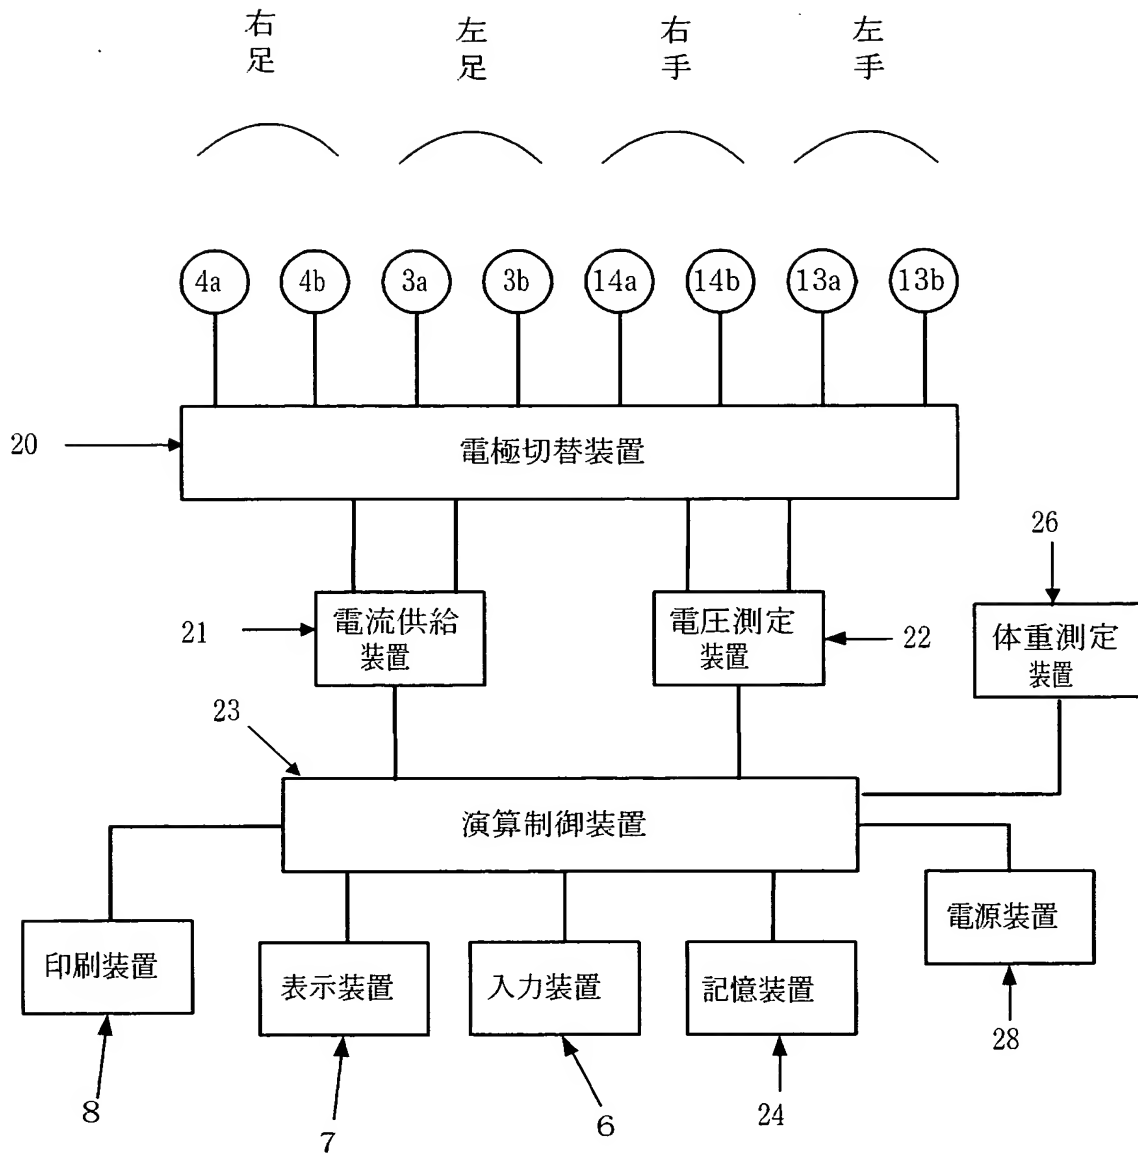 右足
左足
右手
左手
4a
4b
3a
3b
14a
14b
13a
13b
20
電極切替装置
26
21
電流供給
装置
電圧測定
装置
22
体重測定
装置
23
演算制御装置
電源装置
印刷装置
表示装置
入力装置
記憶装置
28
8
7
6
24